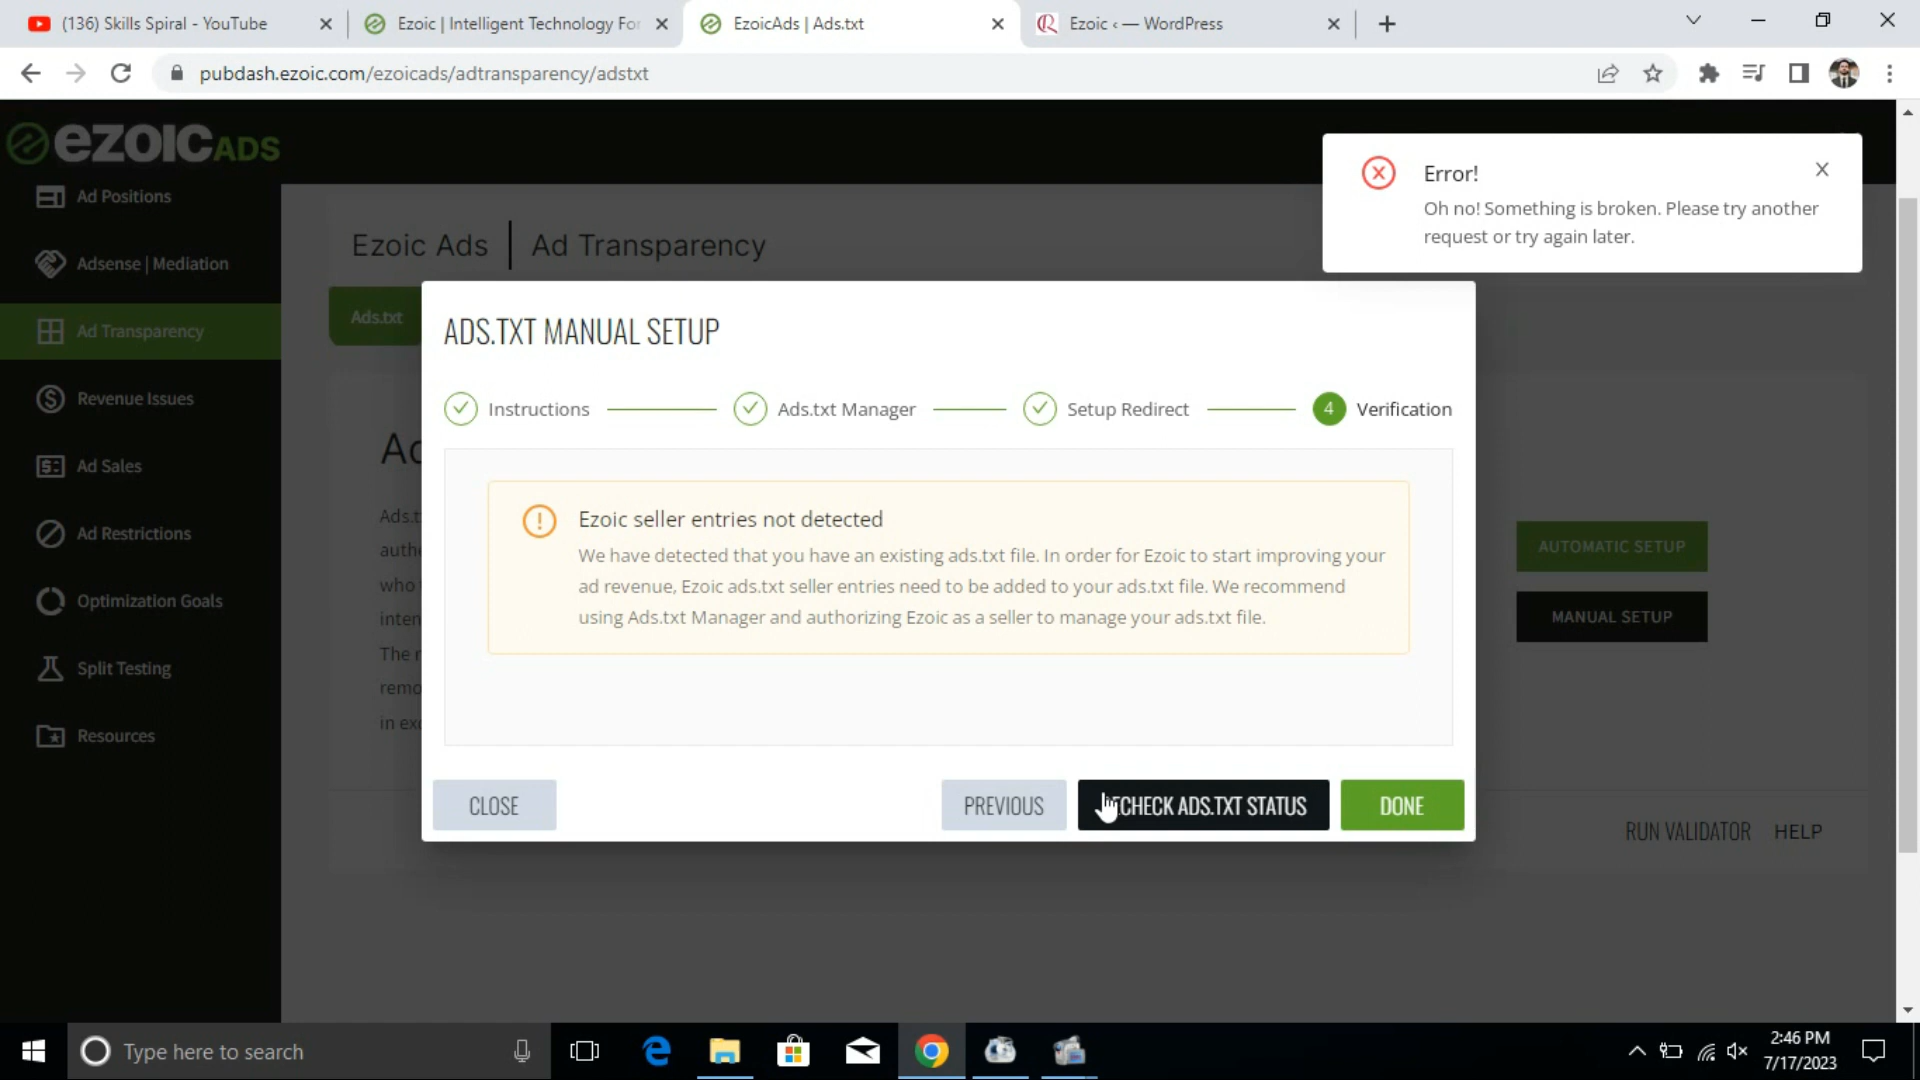 (136) Skills Spiral - YouTube
Ezoic | Intelligent Technology For
EzoicAds | Ads.txt
Ezoic ‹ — WordPress
pubdash.ezoic.com/ezoicads/adtransparency/adstxt
ezoicADS
Error!
Oh no! Something is broken. Please try another
request or try again later.
Ad Positions
Adsense | Mediation
Ad Transparency
Revenue Issues
Ad Sales
Ad Restrictions
Optimization Goals
Split Testing
Resources
Ezoic Ads | Ad Transparency
Ads.txt
ADS.TXT MANUAL SETUP
Instructions
Ads.txt Manager
Setup Redirect
4 Verification
Ezoic seller entries not detected
We have detected that you have an existing ads.txt file. In order for Ezoic to start improving your
ad revenue, Ezoic ads.txt seller entries need to be added to your ads.txt file. We recommend
using Ads.txt Manager and authorizing Ezoic as a seller to manage your ads.txt file.
AUTOMATIC SETUP
MANUAL SETUP
CLOSE
PREVIOUS
ECHECK ADS.TXT STATUS
DONE
RUN VALIDATOR
HELP
Type here to search
2:46 PM
7/17/2023